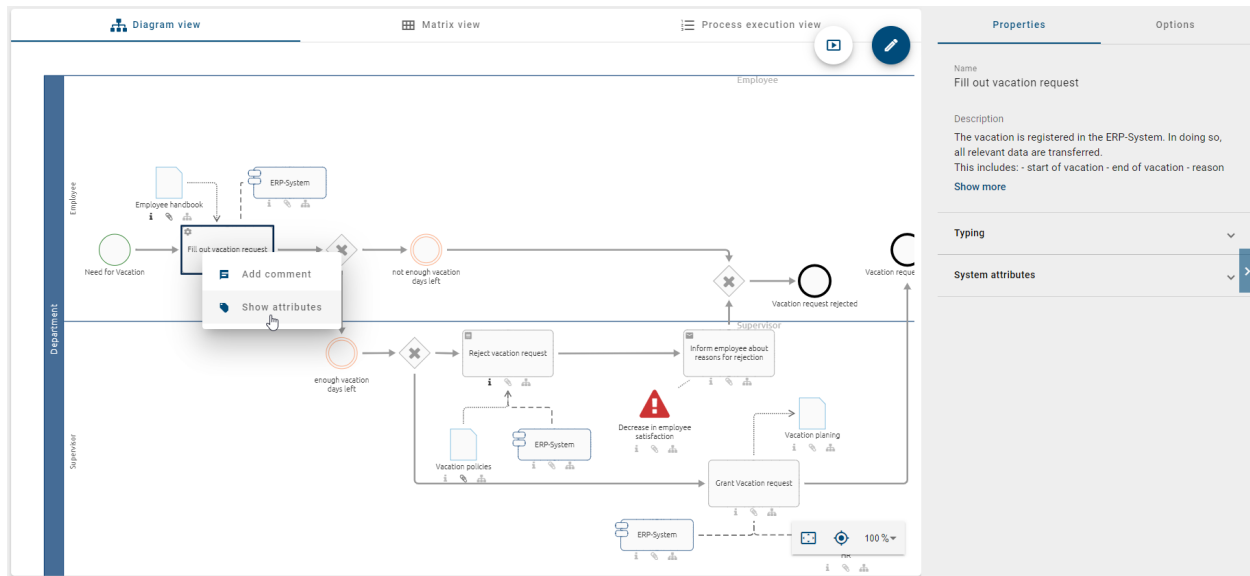 Diagram view
Matrix view
Process execution view
Properties
Options
Employee
Name
Fill out vacation request
Description
The vacation is registered in the ERP-System. In doing so,
all relevant data are transferred.
This includes: - start of vacation - end of vacation - reason
Show more
Typing
System attributes
Department
Employee
Employee handbook
ERP-System
Need for Vacation
Fill out vacation request
not enough vacation
days left
Vacation request rejected
Add comment
Show attributes
Supervisor
Supervisor
enough vacation
days left
Reject vacation request
Inform employee about
reasons for rejection
Decrease in employee
satisfaction
Vacation policies
ERP-System
Vacation planing
Grant Vacation request
ERP-System
100 %